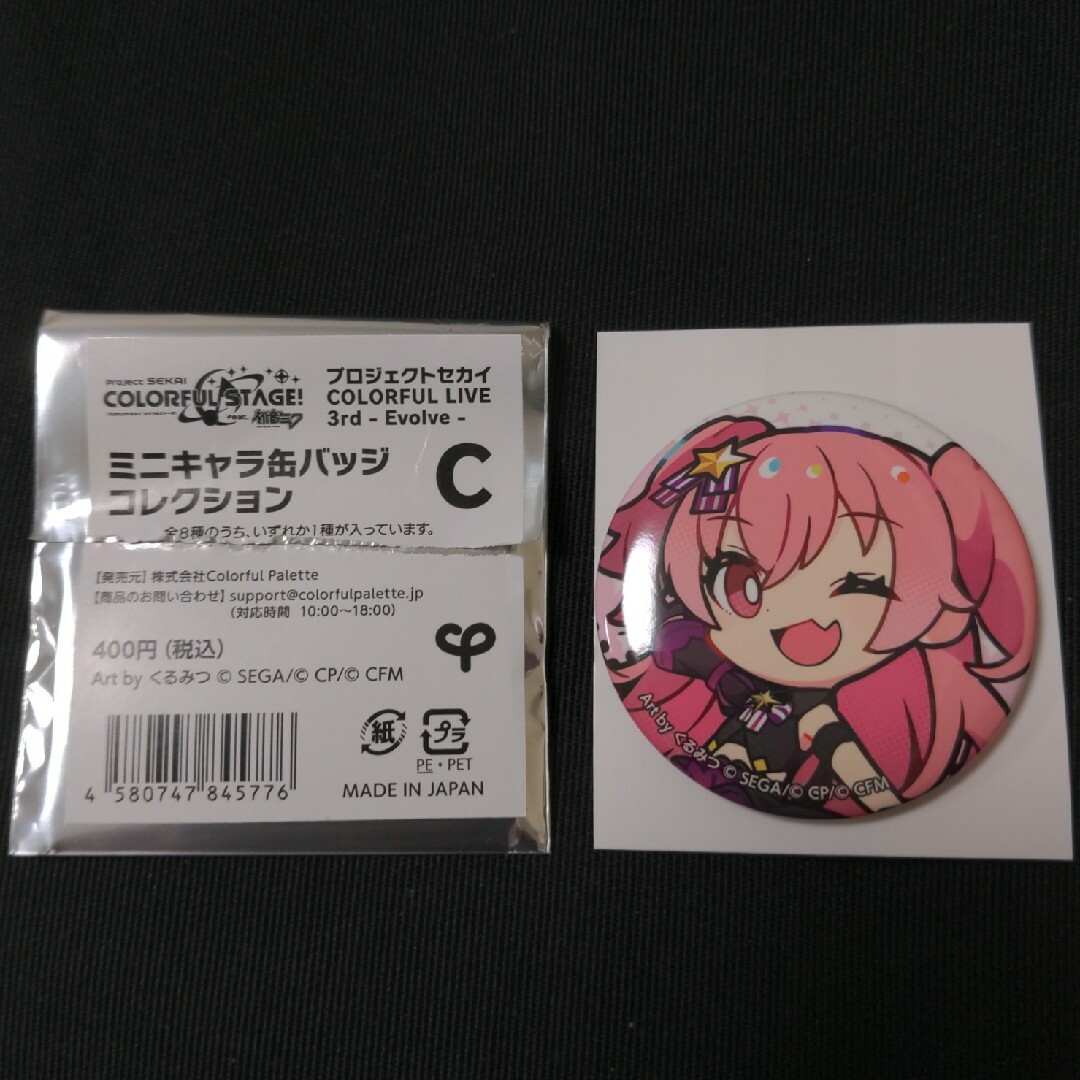 Project SEKAI
COLORFUL STAGE!
feat. 初音ミク
プロジェクトセカイ
COLORFUL LIVE
3rd - Evolve -
ミニキャラ缶バッジ
コレクション
C
全8種のうち、いずれか1種が入っています。
【発売元】株式会社Colorful Palette
【商品のお問い合わせ】support@colorfulpalette.jp
(対応時間 10:00～18:00)
400円(税込)
Art by くるみつ © SEGA/© CP/© CFM
4 580747 845776
紙
プラ
PE・PET
MADE IN JAPAN
Art by くるみつ © SEGA/© CP/© CFM